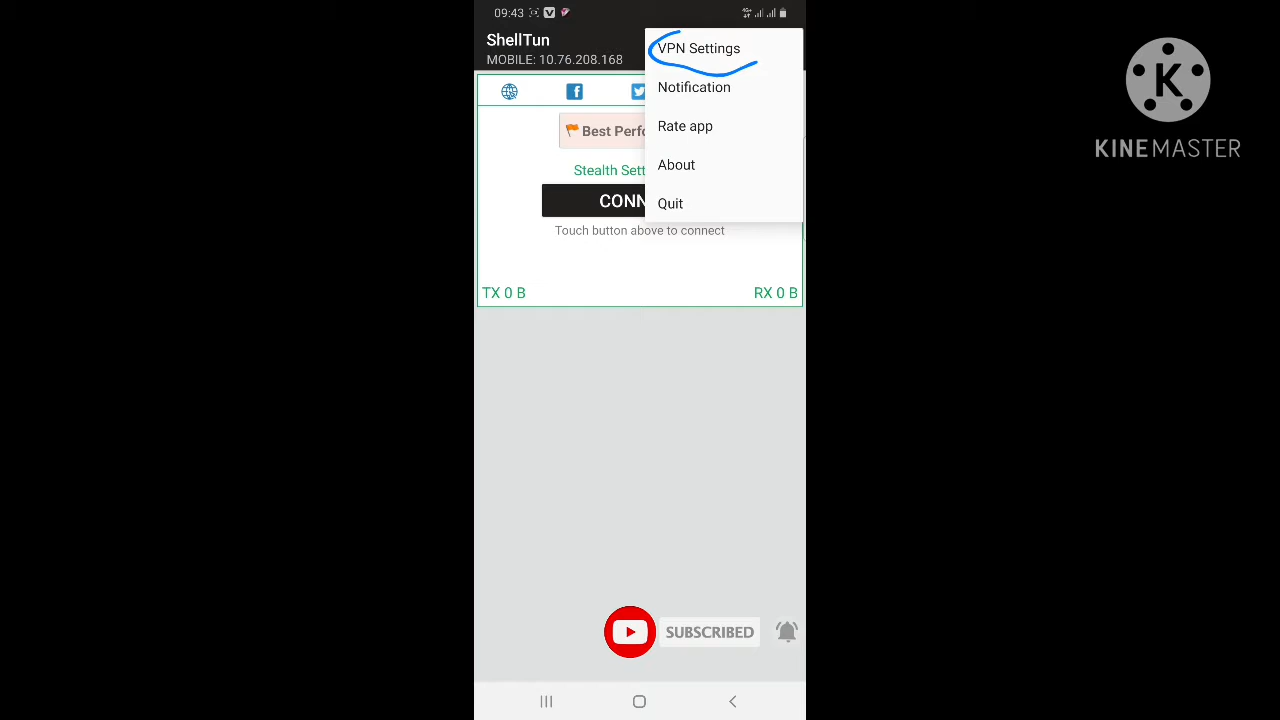 09:43
ShellTun
MOBILE: 10.76.208.168
VPN Settings
Notification
Rate app
About
Quit
Best Perfo
Stealth Sett
CONN
Touch button above to connect
TX 0 B
RX 0 B
SUBSCRIBED
K
KINEMASTER